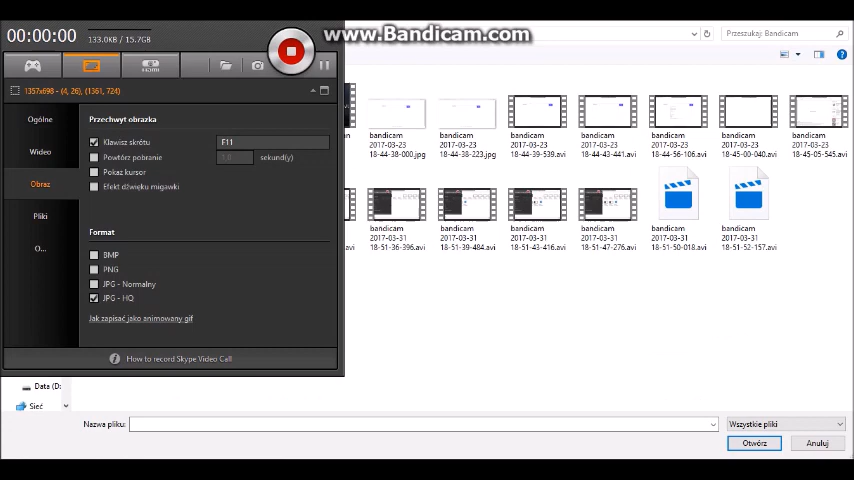 www.Bandicam.com
00:00:00
133.0KB / 15.7GB
HDMI
1357x698 - (4, 26), (1361, 724)
Ogólne
Wideo
Obraz
Pliki
O...
Przechwyt obrazka
Klawisz skrótu
F11
Powtórz pobranie
1.0
sekund(y)
Pokaz kursor
Efekt dźwięku migawki
Format
BMP
PNG
JPG - Normalny
JPG - HQ
Jak zapisać jako animowany gif
How to record Skype Video Call
Przeszukaj: Bandicam
bandicam
2017-03-23
18-44-38-000.jpg
bandicam
2017-03-23
18-44-38-223.jpg
bandicam
2017-03-23
18-44-39-539.avi
bandicam
2017-03-23
18-44-43-441.avi
bandicam
2017-03-23
18-44-56-106.avi
bandicam
2017-03-23
18-45-00-040.avi
bandicam
2017-03-23
18-45-05-545.avi
bandicam
2017-03-31
18-51-36-396.avi
bandicam
2017-03-31
18-51-39-484.avi
bandicam
2017-03-31
18-51-43-416.avi
bandicam
2017-03-31
18-51-47-276.avi
bandicam
2017-03-31
18-51-50-018.avi
bandicam
2017-03-31
18-51-52-157.avi
Data (D:
Sieć
Nazwa pliku:
Wszystkie pliki
Otwórz
Anuluj